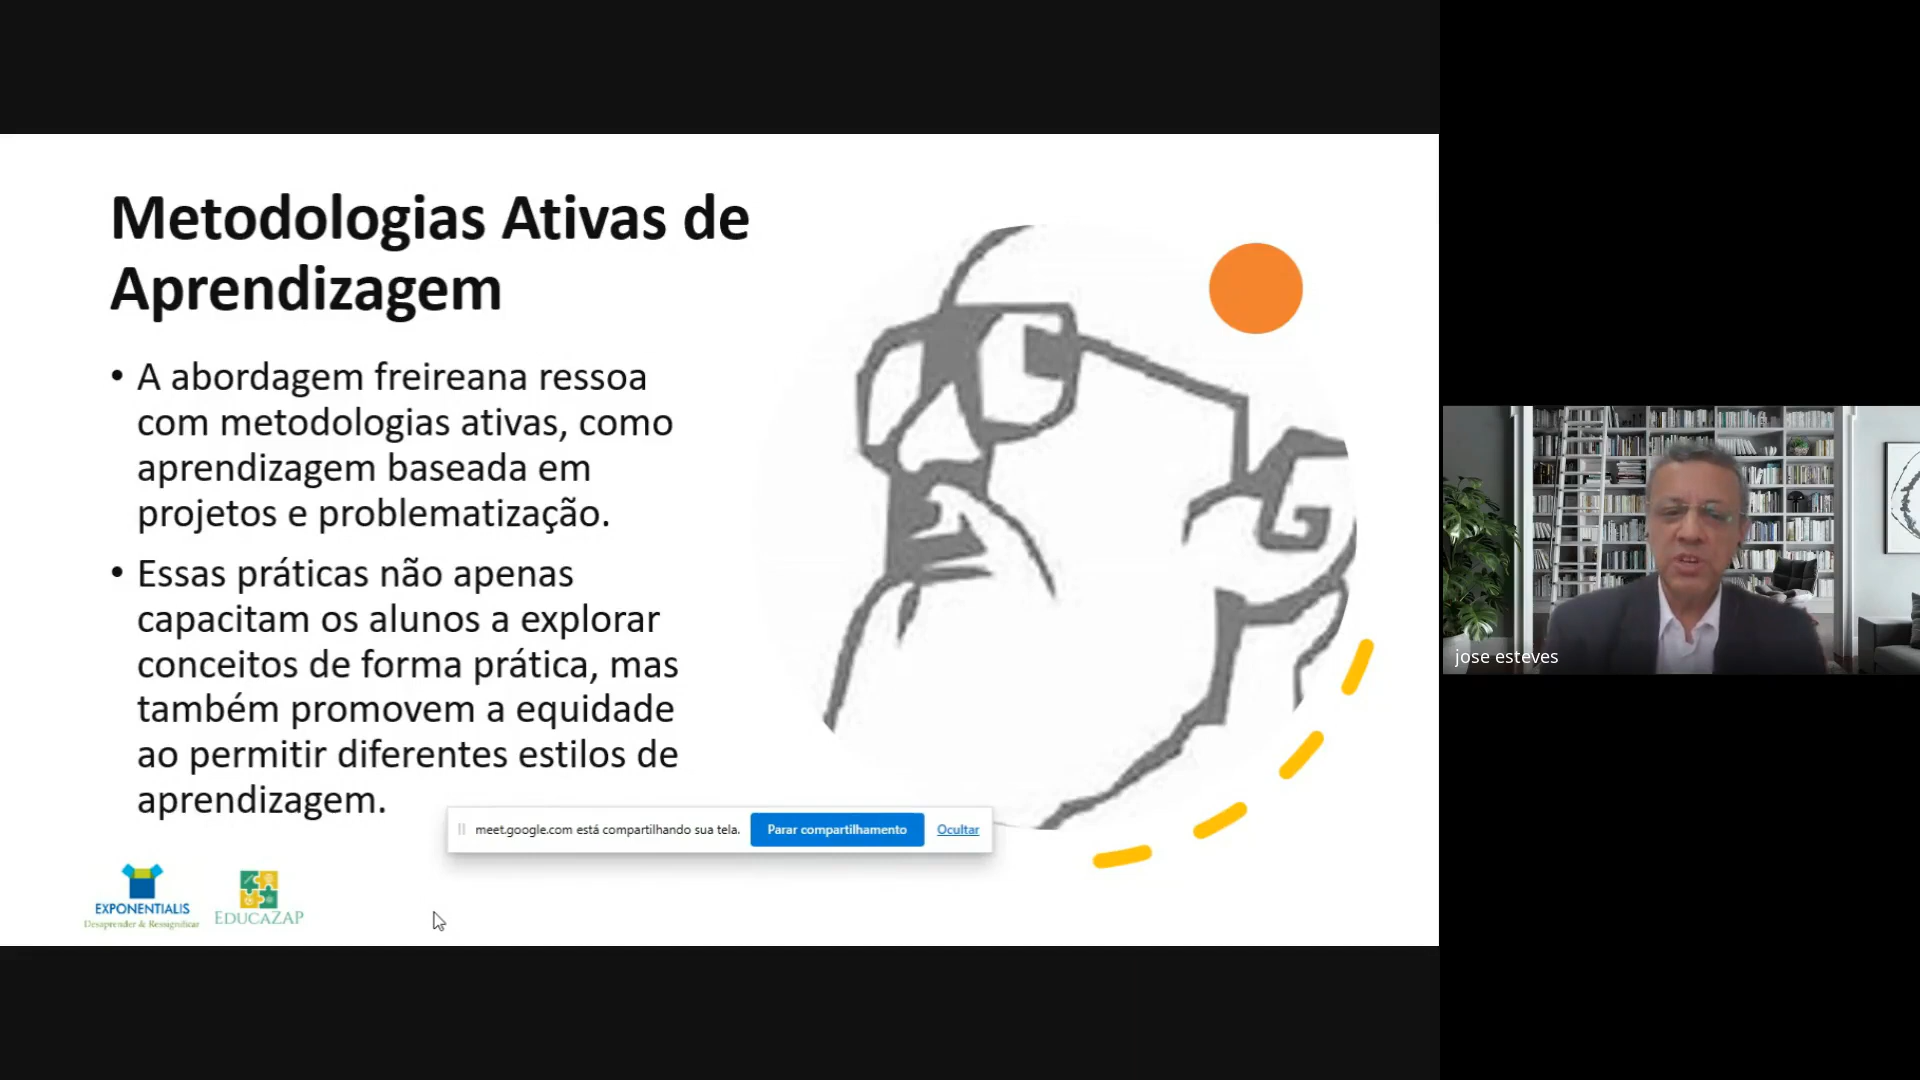 Metodologias Ativas de
Aprendizagem
• A abordagem freireana ressoa
com metodologias ativas, como
aprendizagem baseada em
projetos e problematização.
• Essas práticas não apenas
capacitam os alunos a explorar
conceitos de forma prática, mas
também promovem a equidade
ao permitir diferentes estilos de
aprendizagem.
meet.google.com está compartilhando sua tela. Parar compartilhamento Ocultar
EXPONENTIALIS
Desaprender & Ressignificar
EDUCAZAP
jose esteves